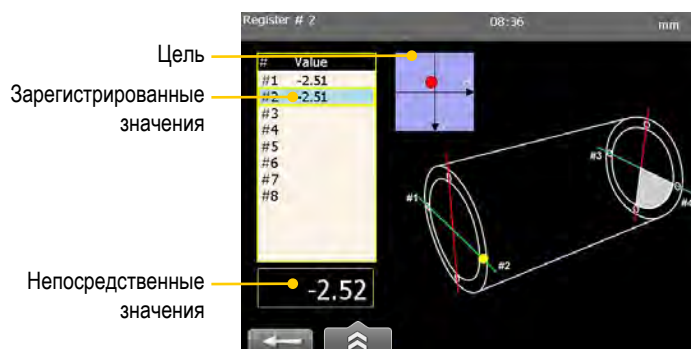 Register # 2
08:36
mm
Цель
Зарегистрированные
значения
Непосредственные
значения
# Value
#1 -2.51
#2 -2.51
#3
#4
#5
#6
#7
#8
-2.52
#1
#2
#3
#4